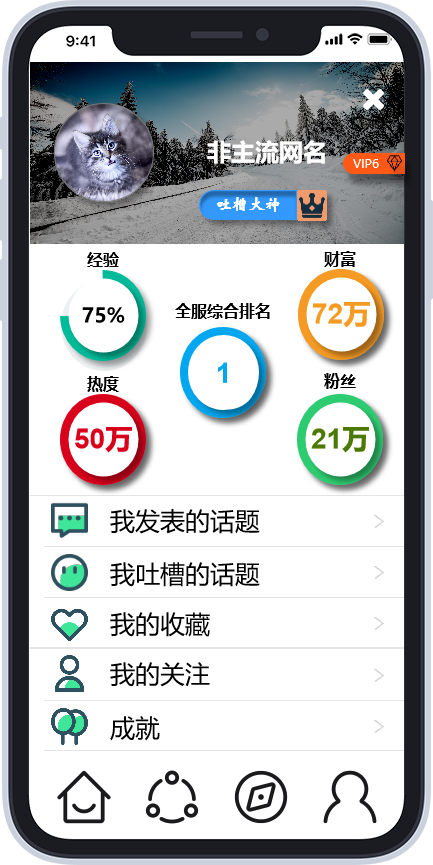 9:41
非主流网名
VIP6
吐槽大神
经验
75%
全服综合排名
1
财富
72万
热度
50万
粉丝
21万
我发表的话题
我吐槽的话题
我的收藏
我的关注
成就